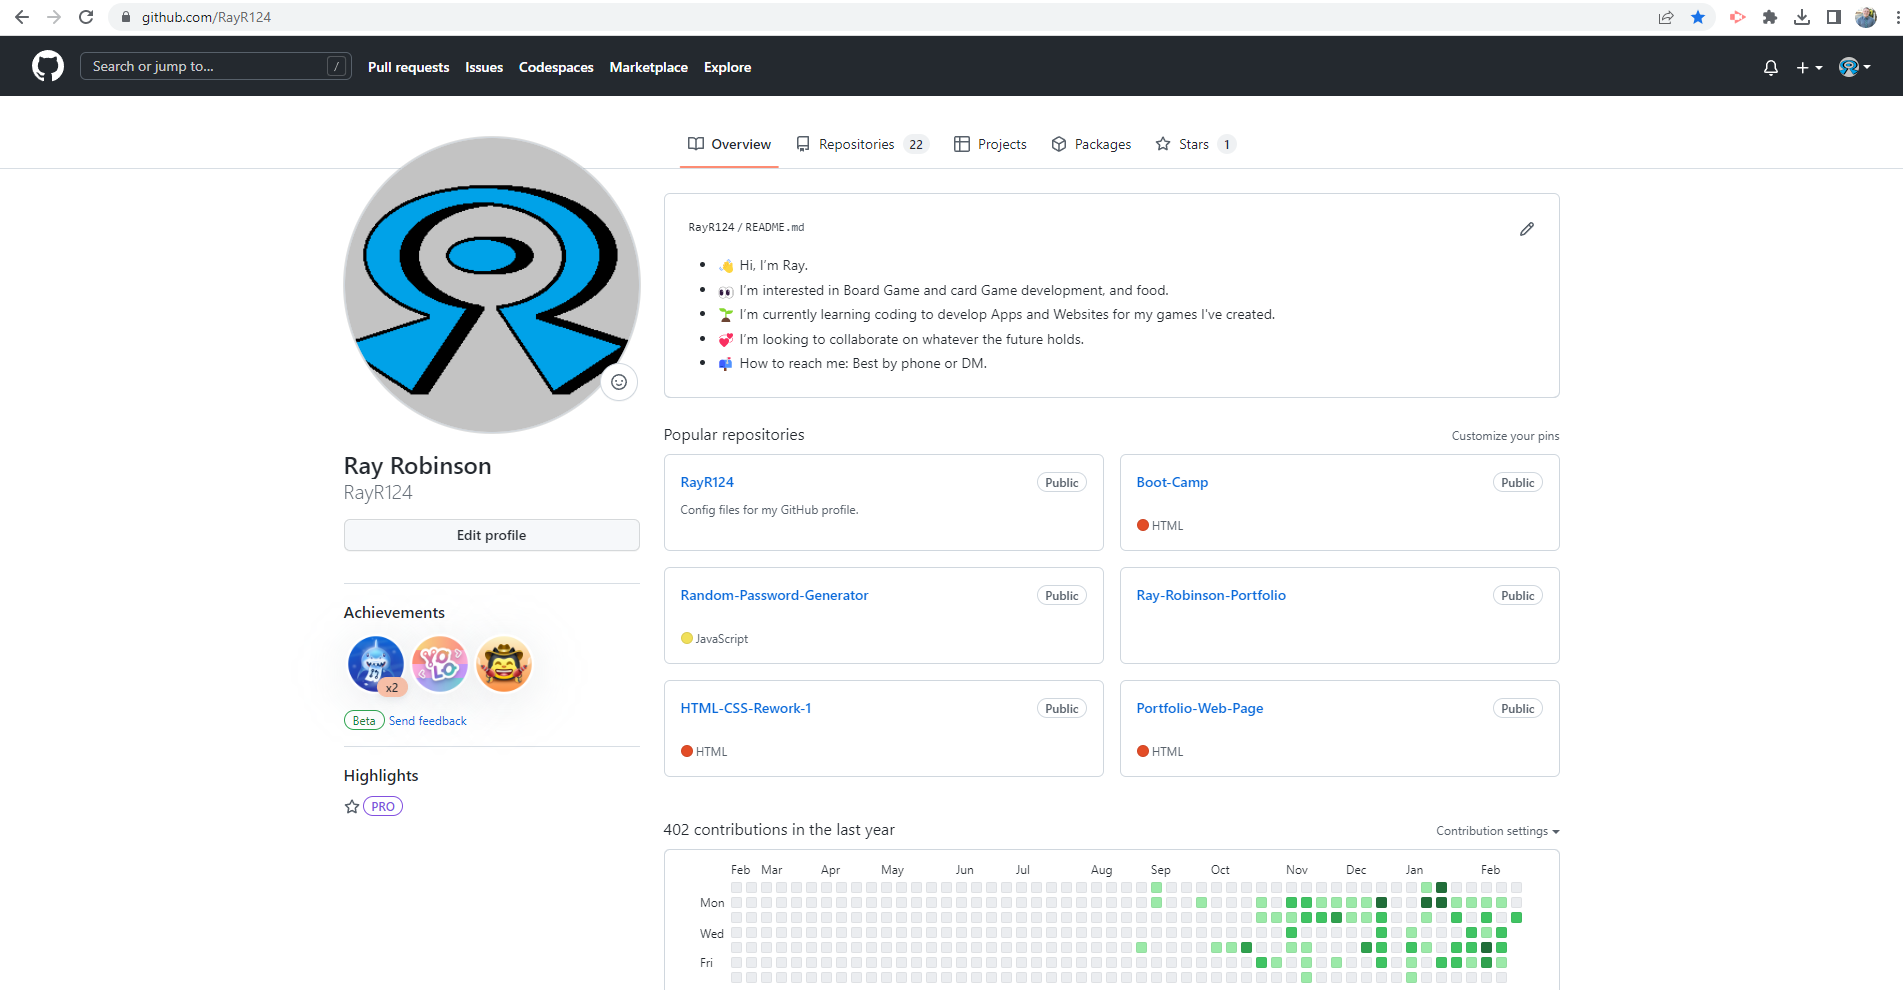 github.com/RayR124
Search or jump to...
/
Pull requests
Issues
Codespaces
Marketplace
Explore
Overview
Repositories 22
Projects
Packages
Stars 1
RayR124 / README.md
Hi, I'm Ray.
I'm interested in Board Game and card Game development, and food.
I'm currently learning coding to develop Apps and Websites for my games I've created.
I'm looking to collaborate on whatever the future holds.
How to reach me: Best by phone or DM.
Ray Robinson
RayR124
Edit profile
Achievements
YOLO
x2
Beta Send feedback
Highlights
PRO
Popular repositories
Customize your pins
RayR124
Public
Config files for my GitHub profile.
Boot-Camp
Public
HTML
Random-Password-Generator
Public
JavaScript
Ray-Robinson-Portfolio
Public
HTML-CSS-Rework-1
Public
HTML
Portfolio-Web-Page
Public
HTML
402 contributions in the last year
Contribution settings
Feb Mar Apr May Jun Jul Aug Sep Oct Nov Dec Jan Feb
Mon
Wed
Fri